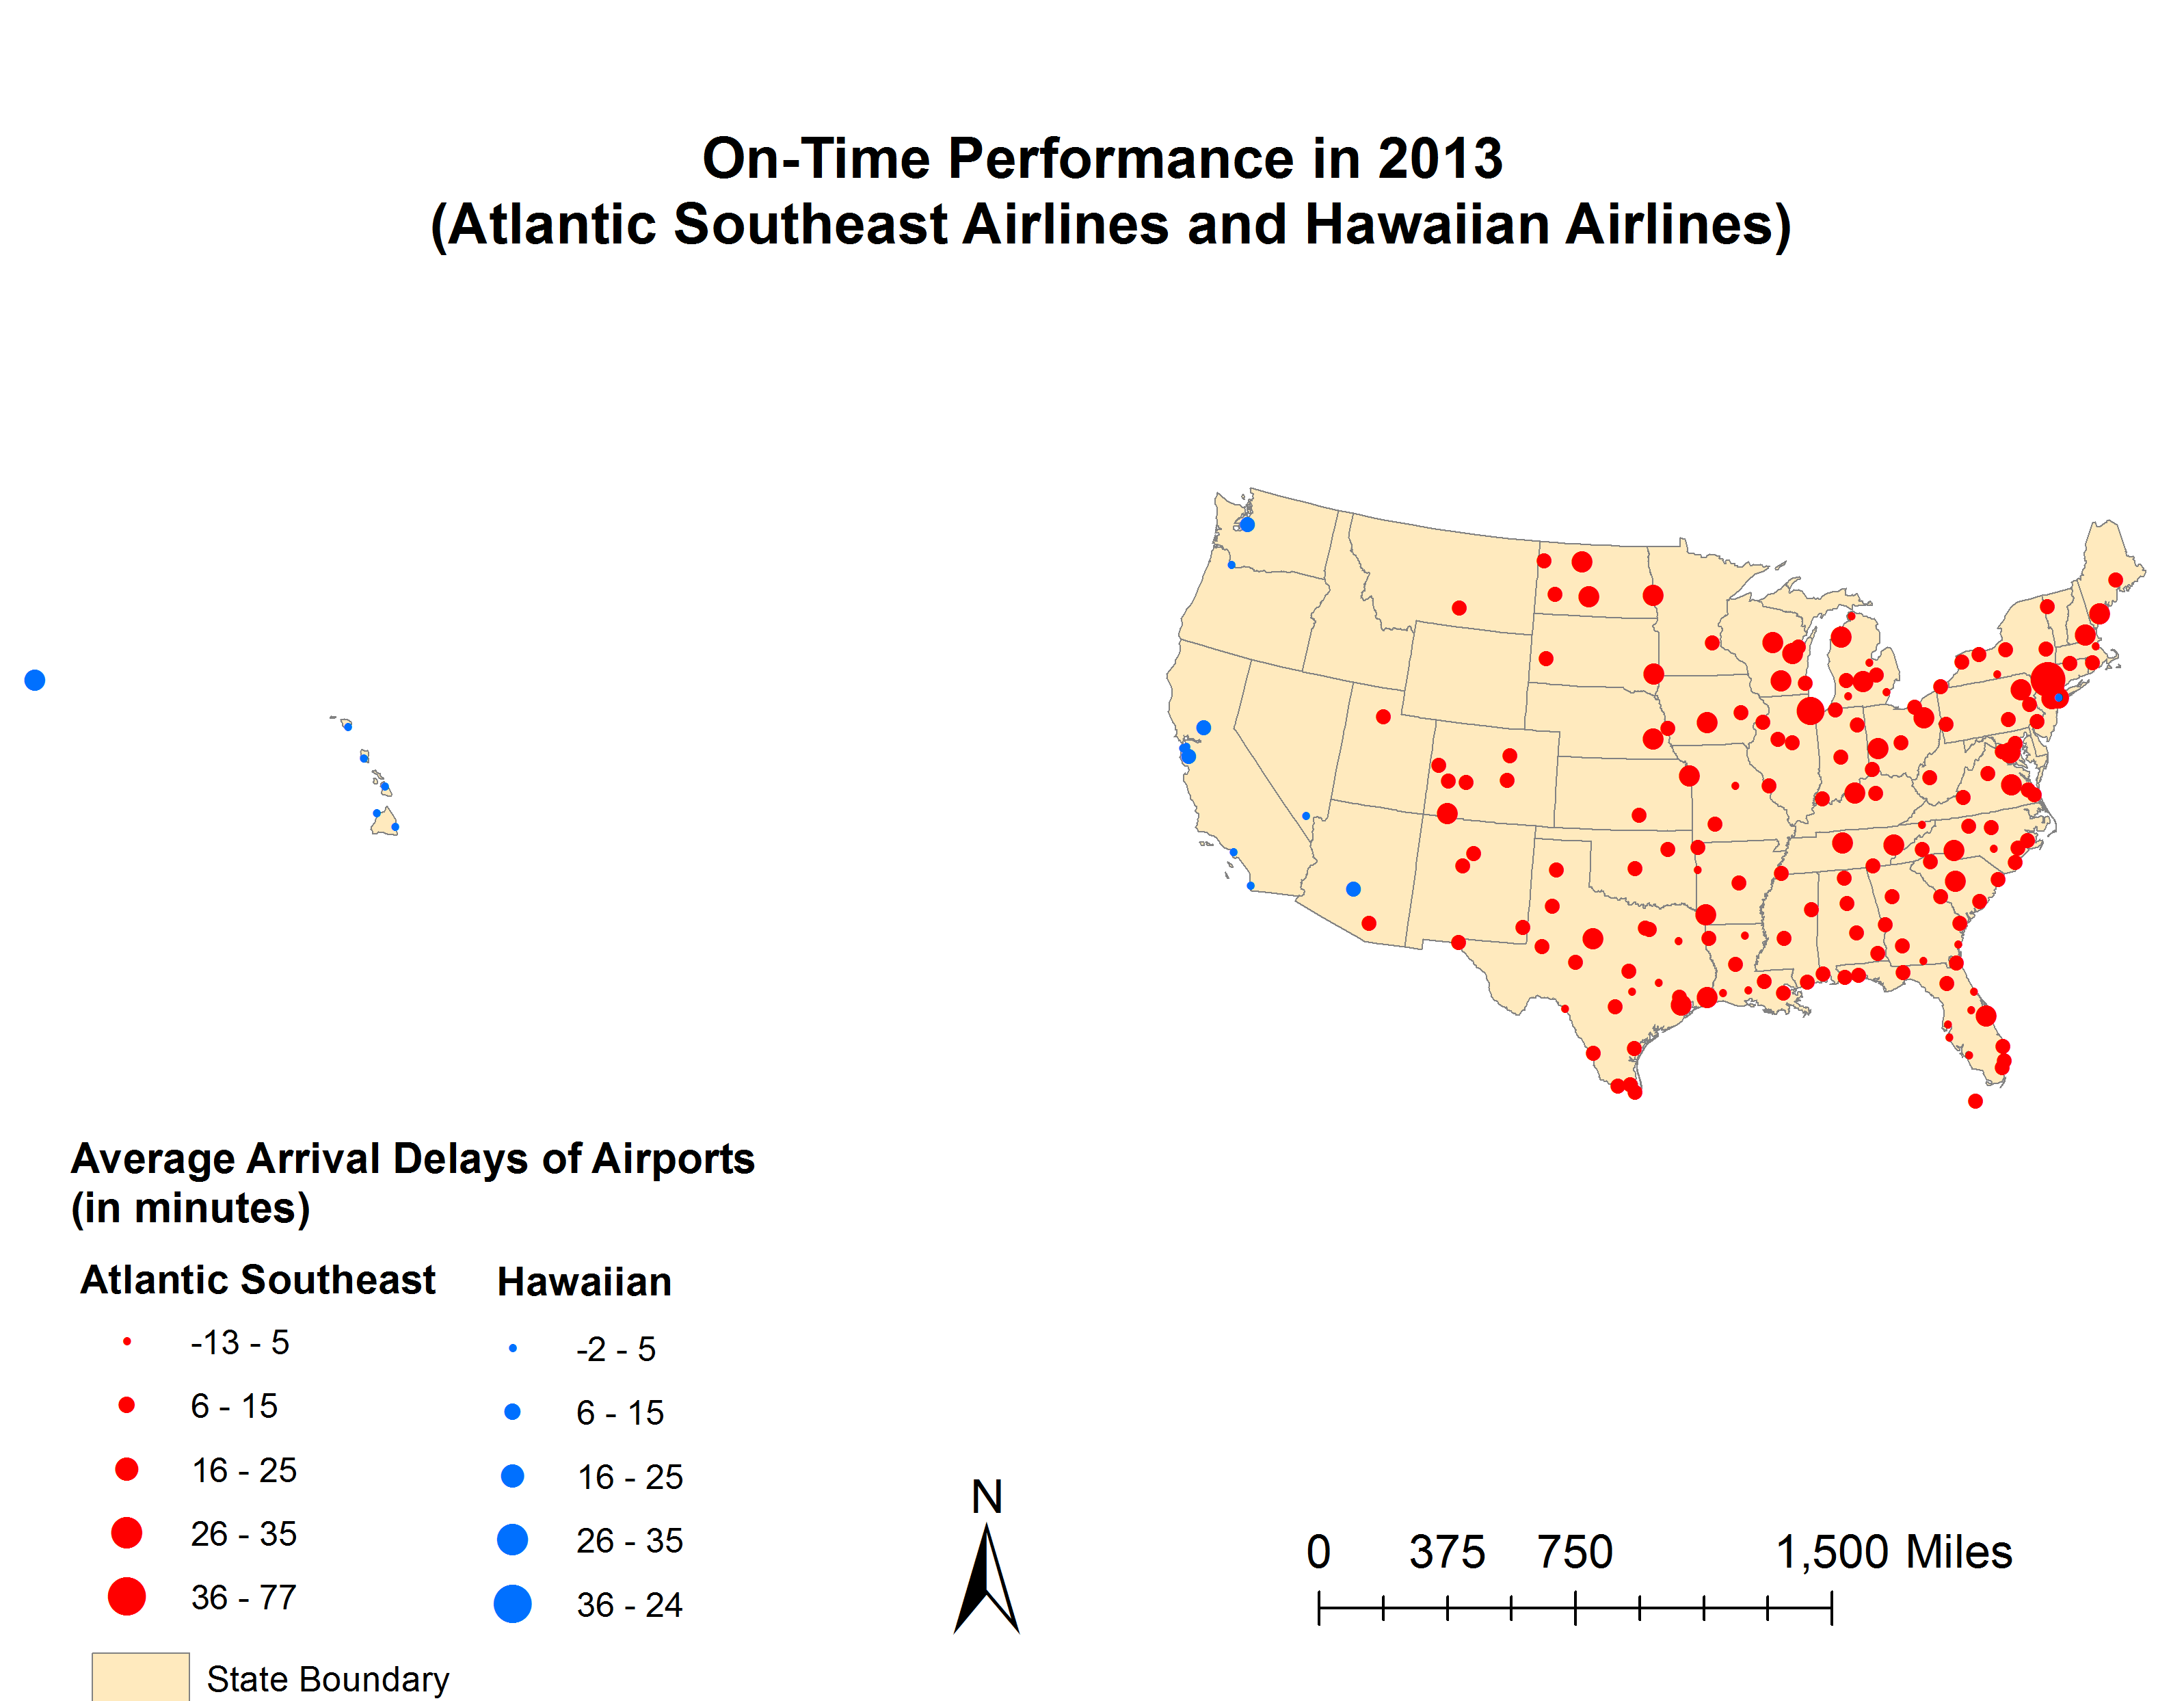 On-Time Performance in 2013
(Atlantic Southeast Airlines and Hawaiian Airlines)
Average Arrival Delays of Airports
(in minutes)
Atlantic Southeast
-13 - 5
6 - 15
16 - 25
26 - 35
36 - 77
Hawaiian
-2 - 5
6 - 15
16 - 25
26 - 35
36 - 24
State Boundary
N
0 375 750 1,500 Miles